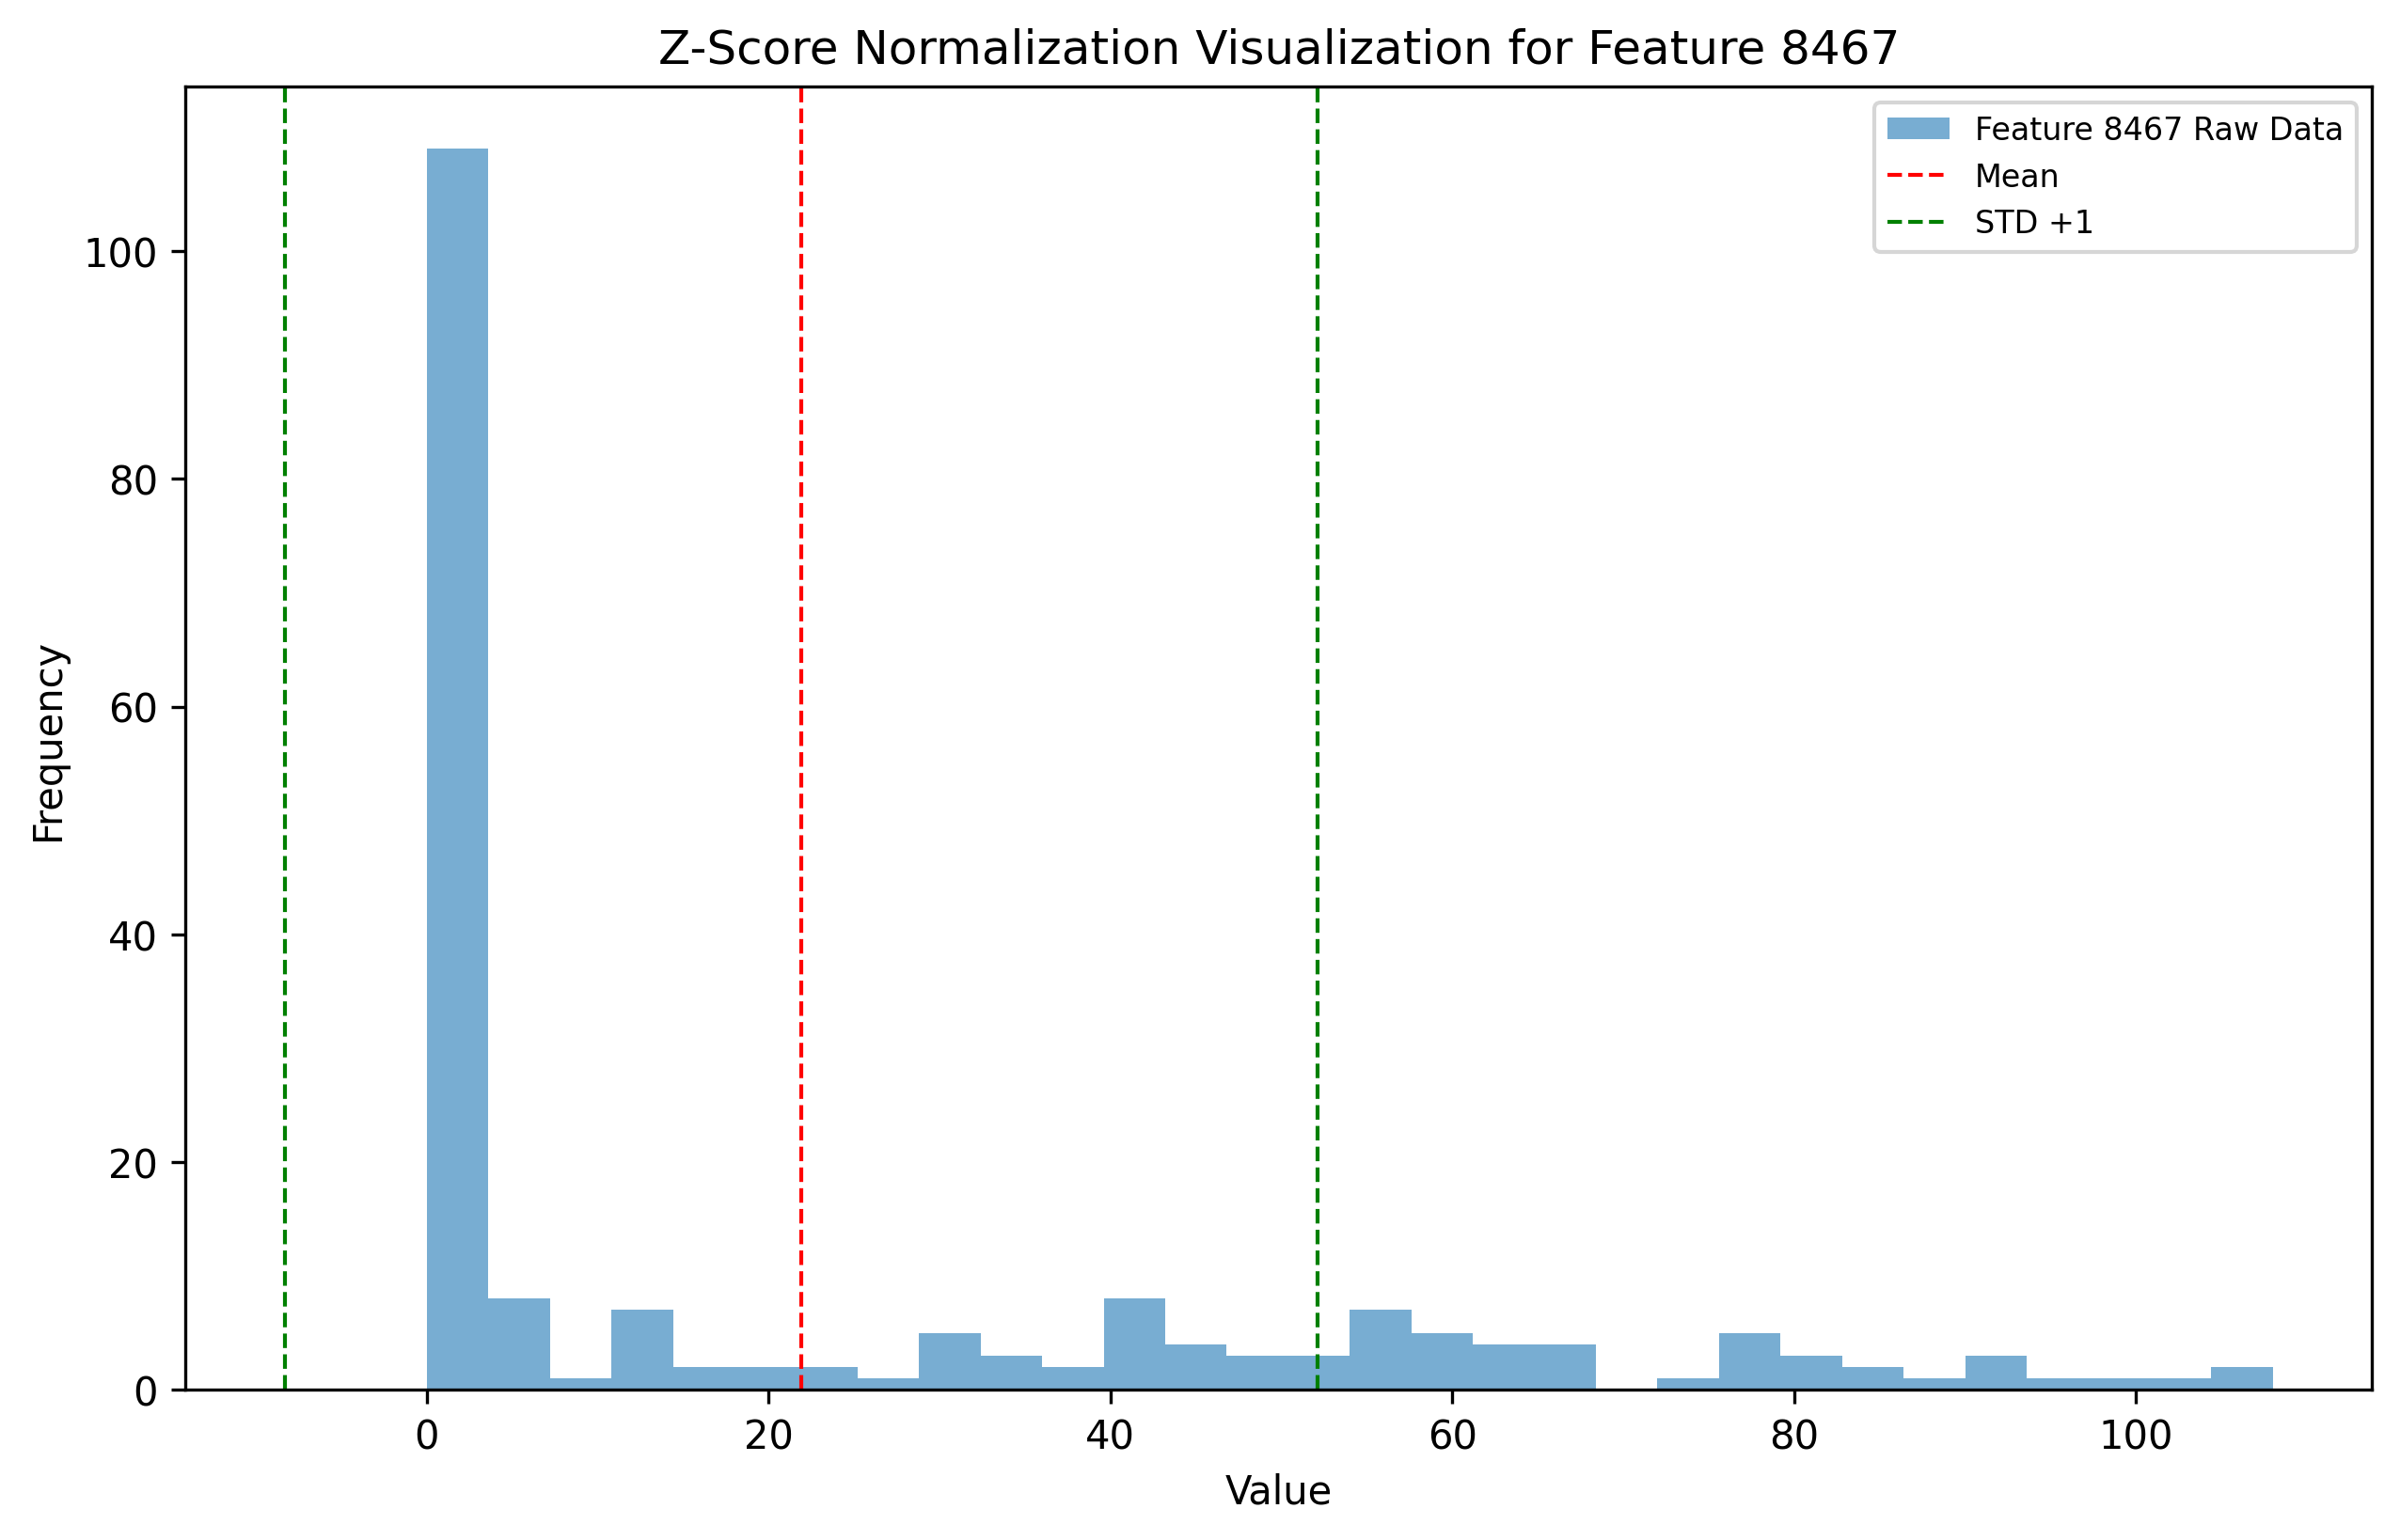 Z-Score Normalization Visualization for Feature 8467
Feature 8467 Raw Data
Mean
STD +1
100
80
60
40
20
0
Frequency
0 20 40 60 80 100
Value